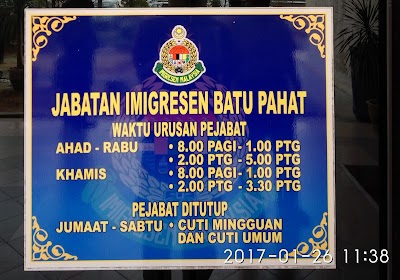 IMIGRESEN MALAYSIA
JABATAN IMIGRESEN BATU PAHAT
WAKTU URUSAN PEJABAT
AHAD - RABU • 8.00 PAGI - 1.00 PTG
• 2.00 PTG - 5.00 PTG
KHAMIS • 8.00 PAGI - 1.00 PTG
• 2.00 PTG - 3.30 PTG
PEJABAT DITUTUP
JUMAAT - SABTU • CUTI MINGGUAN
DAN CUTI UMUM
2017-01-26 11:38